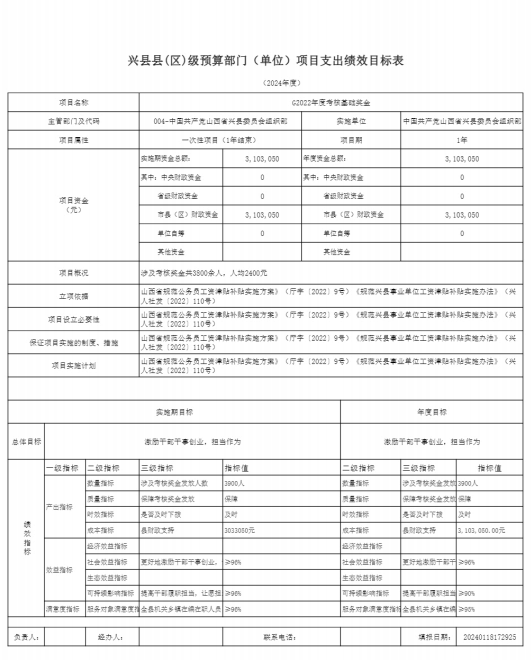 兴县县(区)级预算部门（单位）项目支出绩效目标表
（2024年度）
项目名称 G2022年度考核基础奖金
主管部门及代码 004-中国共产党山西省兴县委员会组织部 实施单位 中国共产党山西省兴县委员会组织部
项目属性 一次性项目（1年结束） 项目期 1年
项目资金（元）
实施期资金总额: 3,103,050 年度资金总额: 3,103,050
其中: 中央财政资金 0 其中: 中央财政资金 0
省级财政资金 0 省级财政资金 0
市县（区）财政资金 3,103,050 市县（区）财政资金 3,103,050
单位自筹 0 单位自筹 0
其他资金 其他资金
项目概况 涉及考核奖金共3800余人，人均2400元
立项依据 山西省规范公务员工资津贴补贴实施方案》（厅字〔2022〕9号）《规范兴县事业单位工资津贴补贴实施办法》（兴人社发〔2022〕110号）
项目设立必要性 山西省规范公务员工资津贴补贴实施方案》（厅字〔2022〕9号）《规范兴县事业单位工资津贴补贴实施办法》（兴人社发〔2022〕110号）
保证项目实施的制度、措施 山西省规范公务员工资津贴补贴实施方案》（厅字〔2022〕9号）《规范兴县事业单位工资津贴补贴实施办法》（兴人社发〔2022〕110号）
项目实施计划 山西省规范公务员工资津贴补贴实施方案》（厅字〔2022〕9号）《规范兴县事业单位工资津贴补贴实施办法》（兴人社发〔2022〕110号）
实施期目标 年度目标
总体目标 激励干部干事创业，担当作为 激励干部干事创业，担当作为
绩效指标
一级指标 二级指标 三级指标 指标值 二级指标 三级指标 指标值
产出指标
数量指标 涉及考核奖金发放人数 3900人 数量指标 涉及考核奖金发放 3900人
质量指标 保障考核奖金发放 保障 质量指标 保障考核奖金发放 保障
时效指标 是否及时下拨 及时 时效指标 是否及时下拨 及时
成本指标 县财政支持 3033080元 成本指标 县财政支持 3,103,050.00元
效益指标
经济效益指标 经济效益指标
社会效益指标 更好地激励干部干事创业， ≥96% 社会效益指标 更好地激励干部干 ≥96%
生态效益指标 生态效益指标
可持续影响指标 提高干部履职担当，让愿担 ≥96% 可持续影响指标 提高干部履职担当 ≥90%
满意度指标 服务对象满意度指 全县机关乡镇在编在职人员 ≥96% 服务对象满意度指 全县机关乡镇在编 ≥98%
负责人: 经办人: 联系电话: 填报日期: 20240118172925